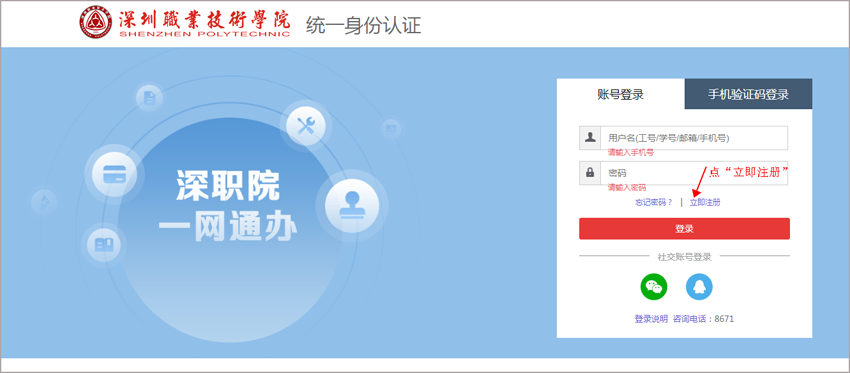 深圳職業技術學院
SHENZHEN POLYTECHNIC
统一身份认证
深职院
一网通办
账号登录
手机验证码登录
用户名(工号/学号/邮箱/手机号)
请输入手机号
密码
点“立即注册”
请输入密码
忘记密码？ | 立即注册
登录
社交账号登录
登录说明 咨询电话：8671